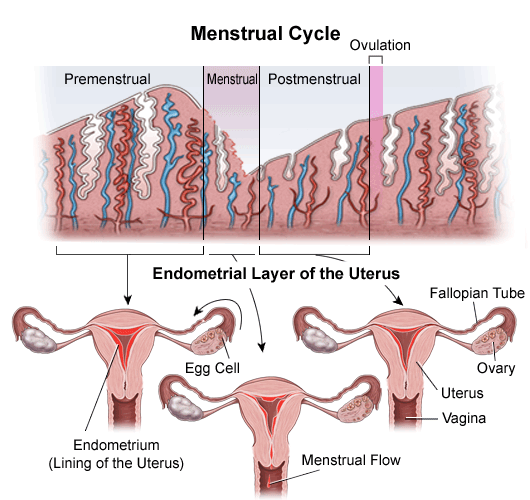 Menstrual Cycle
Ovulation
Premenstrual
Menstrual
Postmenstrual
Endometrial Layer of the Uterus
Fallopian Tube
Egg Cell
Ovary
Uterus
Vagina
Endometrium
(Lining of the Uterus)
Menstrual Flow